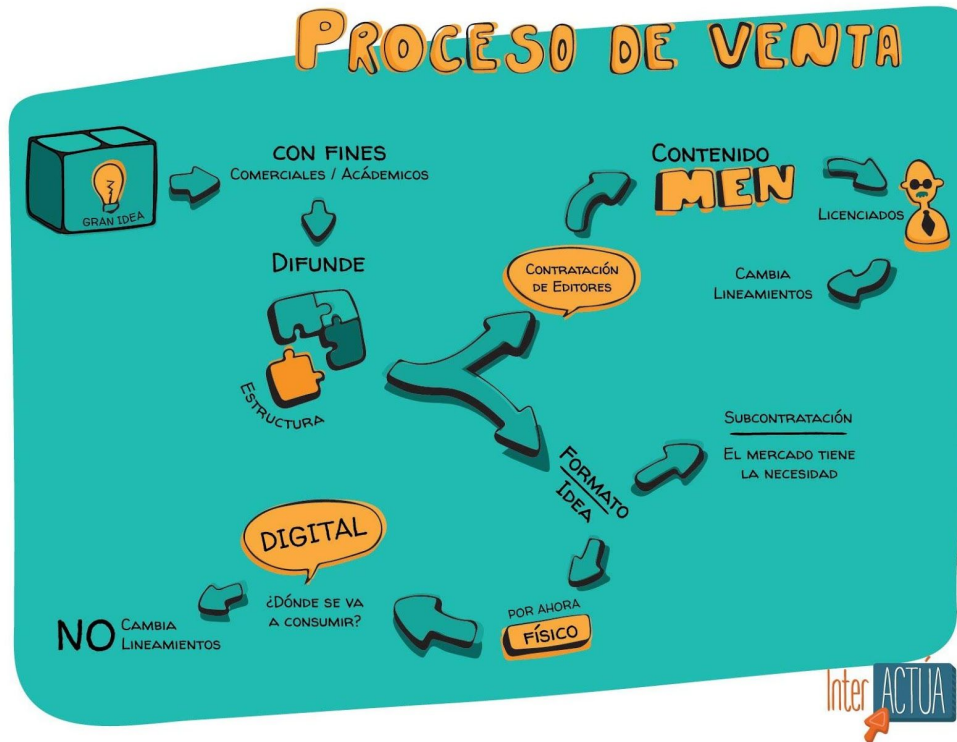 PROCESO DE VENTA
GRAN IDEA
CON FINES
COMERCIALES / ACÁDEMICOS
DIFUNDE
ESTRUCTURA
CONTRATACIÓN
DE EDITORES
CONTENIDO
MEN
LICENCIADOS
CAMBIA
LINEAMIENTOS
FORMATO
IDEA
SUBCONTRATACIÓN
EL MERCADO TIENE
LA NECESIDAD
POR AHORA
FÍSICO
DIGITAL
¿DÓNDE SE VA
A CONSUMIR?
NO CAMBIA
LINEAMIENTOS
Inter ACTÚA